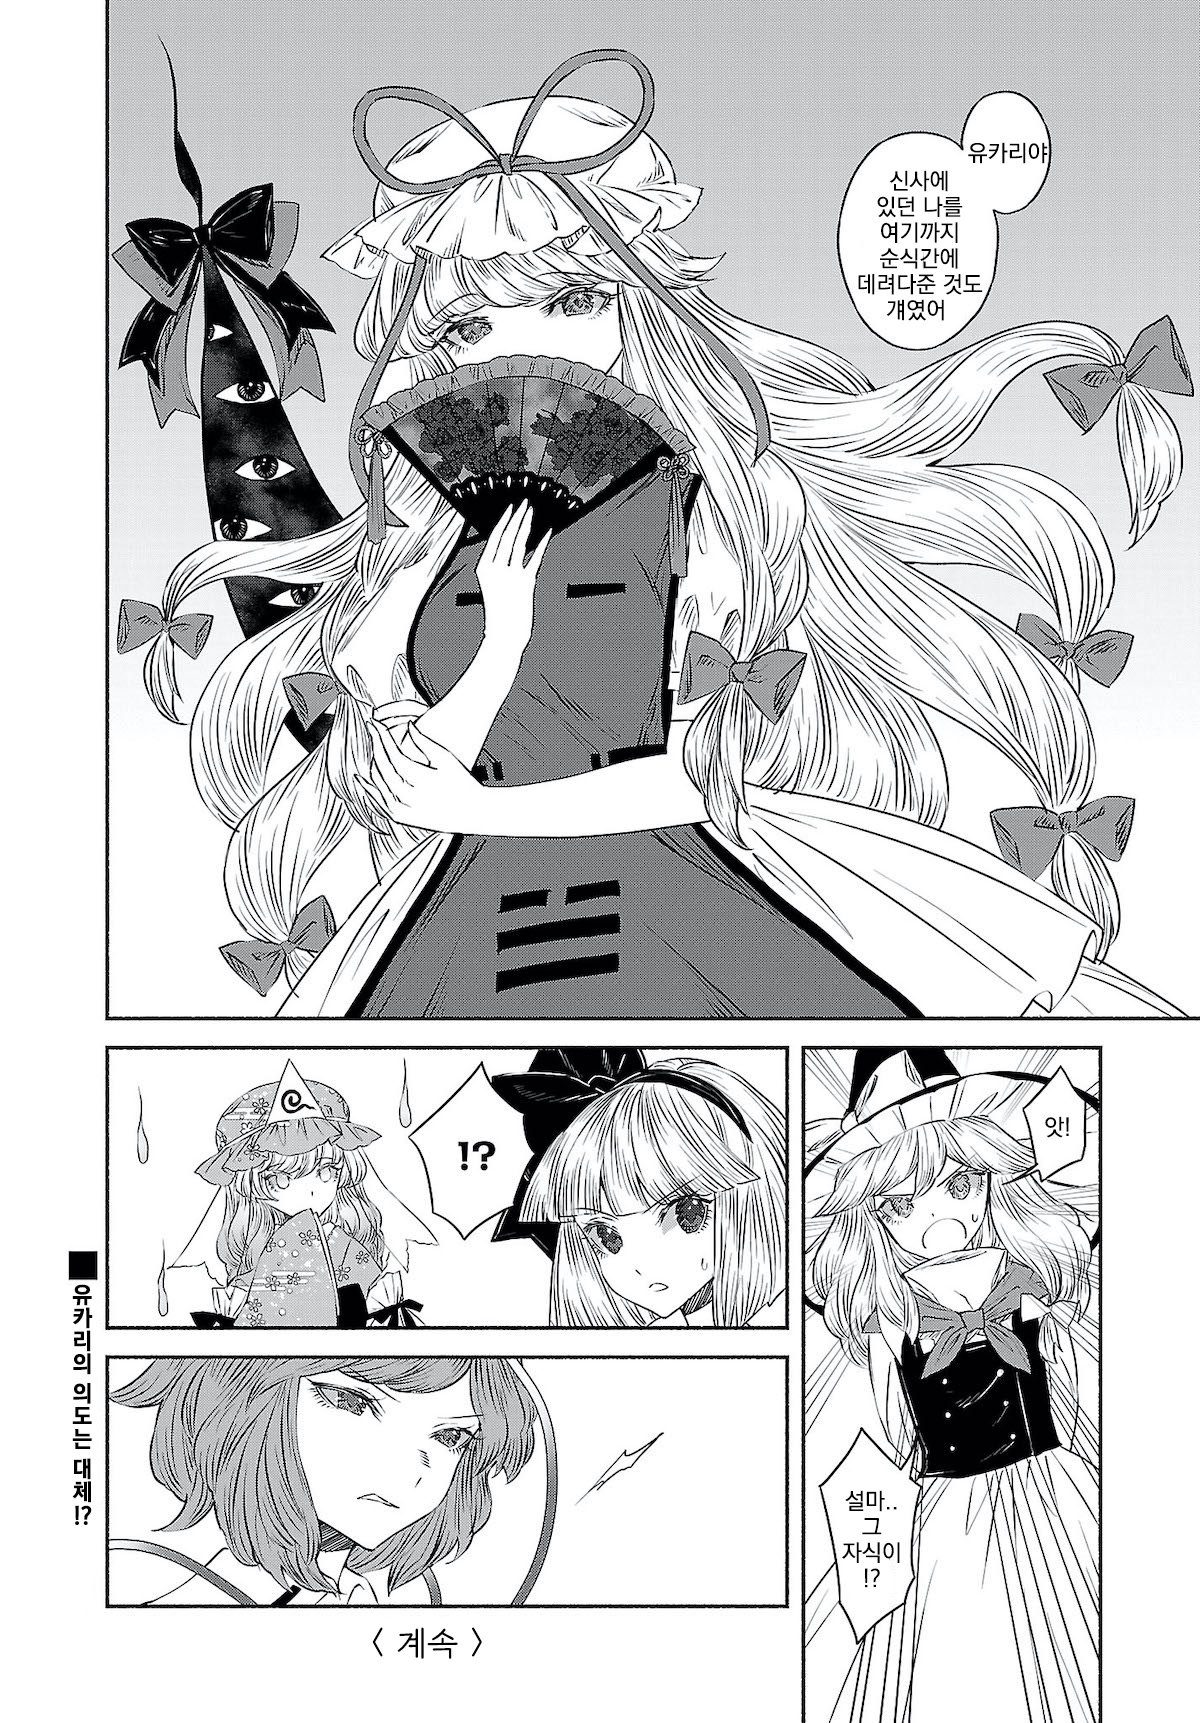 유카리야
신사에
있던 나를
여기까지
순식간에
데려다준 것도
걔였어
앗!
설마..
그
자식이
!?
!?
■유카리의 의도는 대체!?
〈 계속 〉